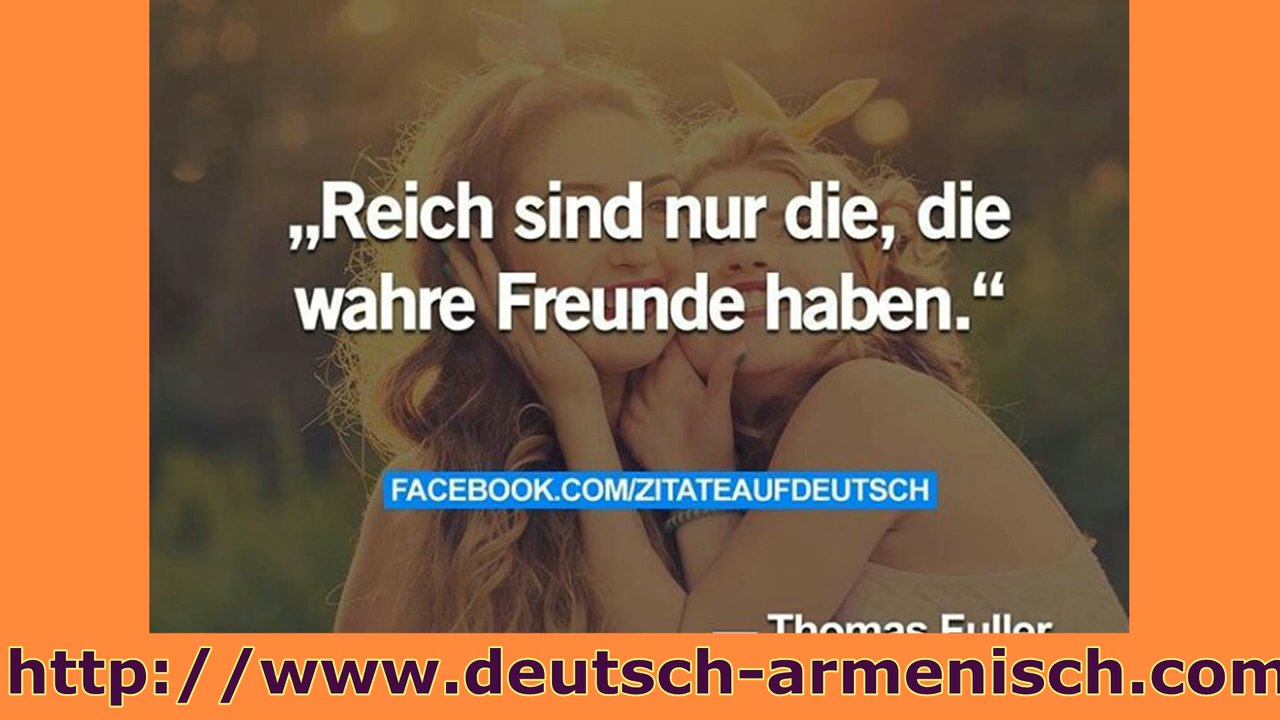 „Reich sind nur die, die
wahre Freunde haben.“
FACEBOOK.COM/ZITATEAUFDEUTSCH
— Thomas Fuller
http://www.deutsch-armenisch.com